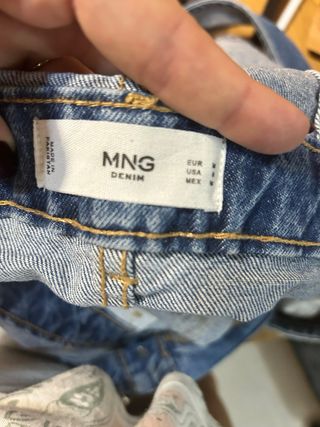 MADE IN
PAKISTAN
MNG
DENIM
EUR M
USA M
MEX M